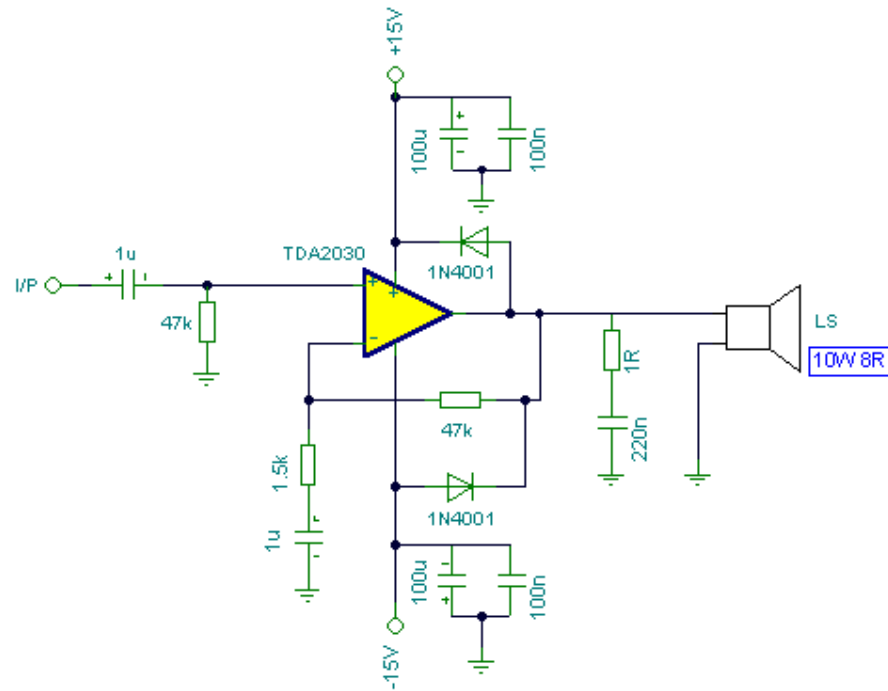 +15V
100u
100n
TDA2030
1N4001
1u
I/P
47k
LS
10W 8R
1R
220n
47k
1.5k
1N4001
1u
100u
100n
-15V